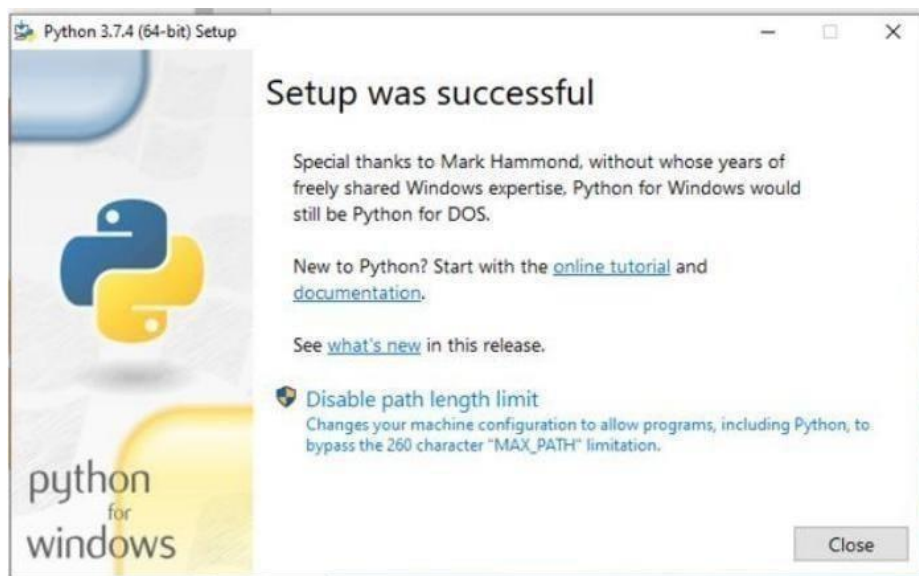 Python 3.7.4 (64-bit) Setup
Setup was successful
Special thanks to Mark Hammond, without whose years of
freely shared Windows expertise, Python for Windows would
still be Python for DOS.
New to Python? Start with the online tutorial and
documentation.
See what's new in this release.
Disable path length limit
Changes your machine configuration to allow programs, including Python, to
bypass the 260 character "MAX_PATH" limitation.
python
for
windows
Close